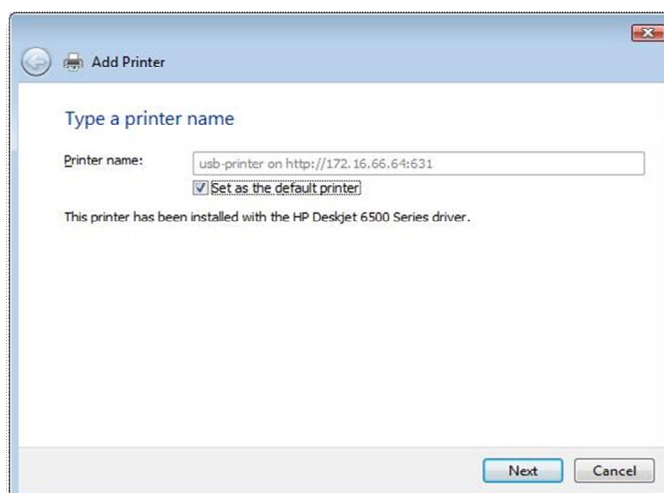 Add Printer
Type a printer name
Printer name: usb-printer on http://172.16.66.64:631
Set as the default printer
This printer has been installed with the HP Deskjet 6500 Series driver.
Next Cancel